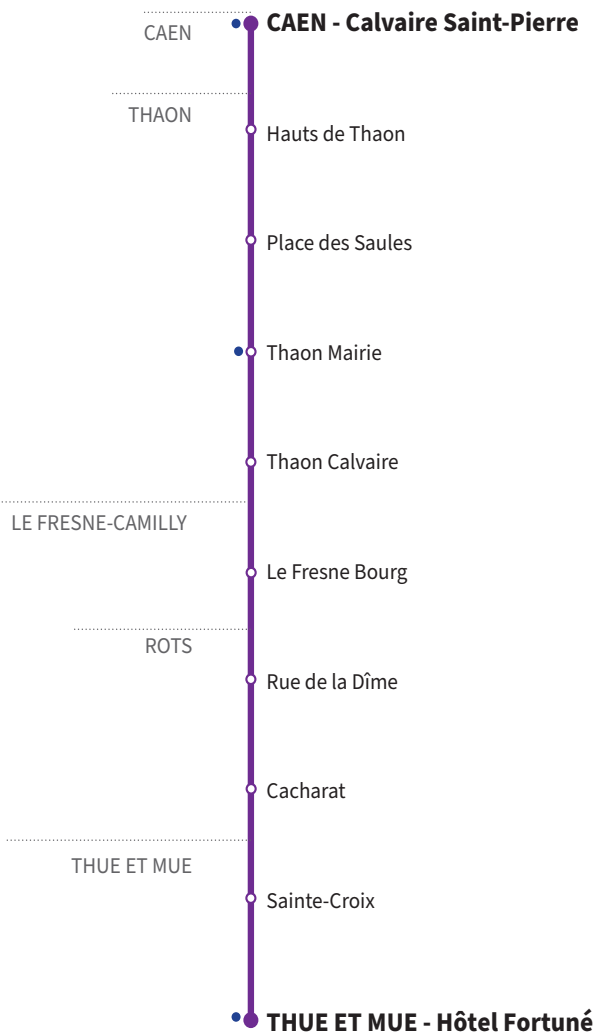 CAEN
CAEN - Calvaire Saint-Pierre
THAON
Hauts de Thaon
Place des Saules
Thaon Mairie
Thaon Calvaire
LE FRESNE-CAMILLY
Le Fresne Bourg
ROTS
Rue de la Dîme
Cacharat
THUE ET MUE
Sainte-Croix
THUE ET MUE - Hôtel Fortuné